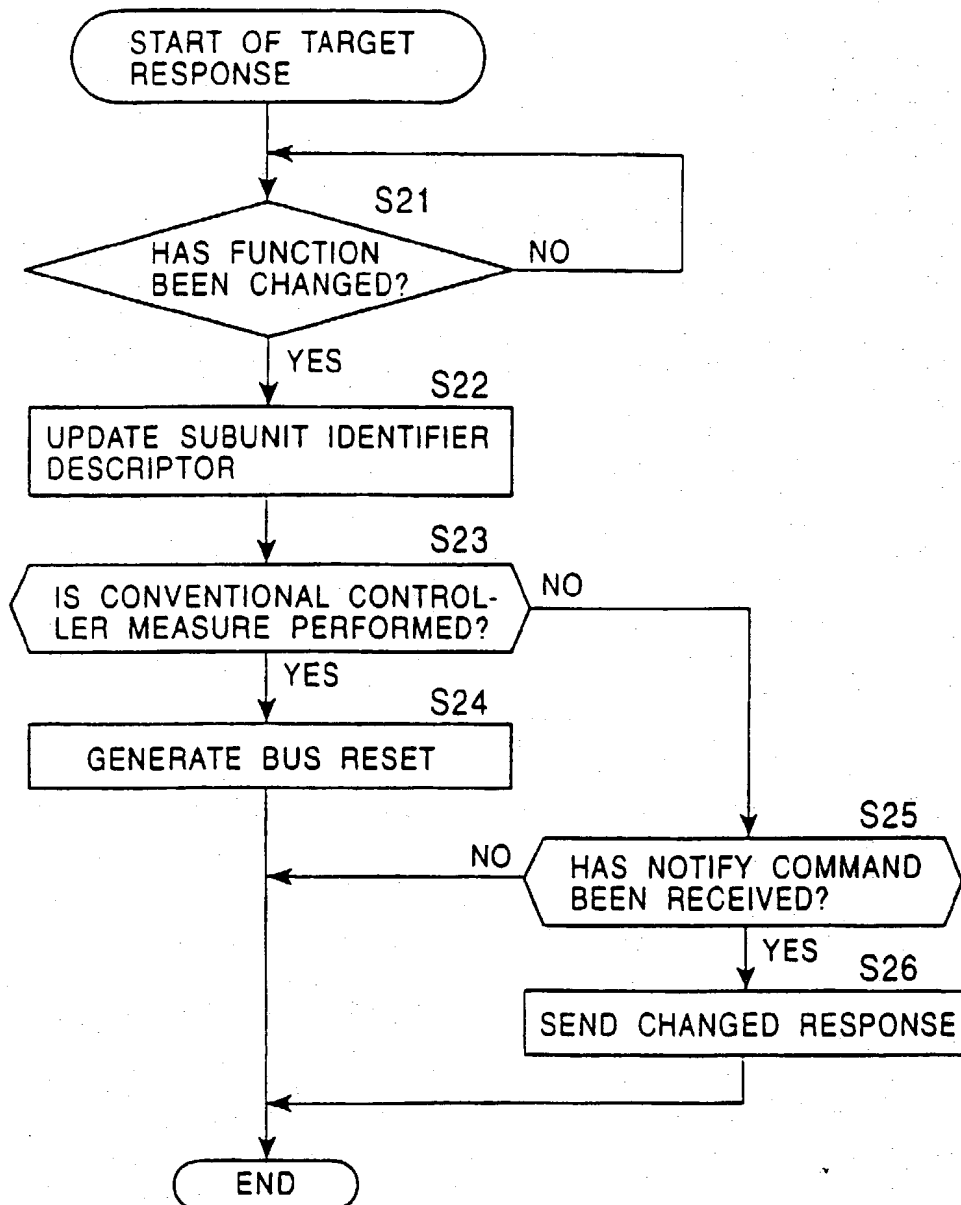 START OF TARGET
RESPONSE
S21
HAS FUNCTION
BEEN CHANGED?
NO
YES
S22
UPDATE SUBUNIT IDENTIFIER
DESCRIPTOR
S23
IS CONVENTIONAL CONTROL-
LER MEASURE PERFORMED?
NO
YES
S24
GENERATE BUS RESET
S25
NO
HAS NOTIFY COMMAND
BEEN RECEIVED?
YES
S26
SEND CHANGED RESPONSE
END